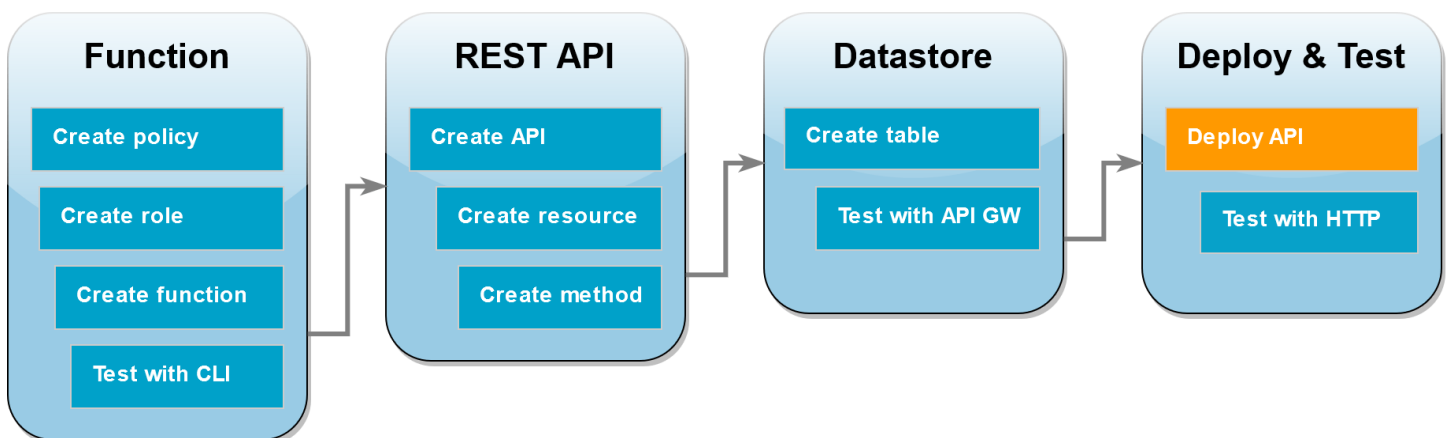 Function
Create policy
Create role
Create function
Test with CLI
REST API
Create API
Create resource
Create method
Datastore
Create table
Test with API GW
Deploy & Test
Deploy API
Test with HTTP